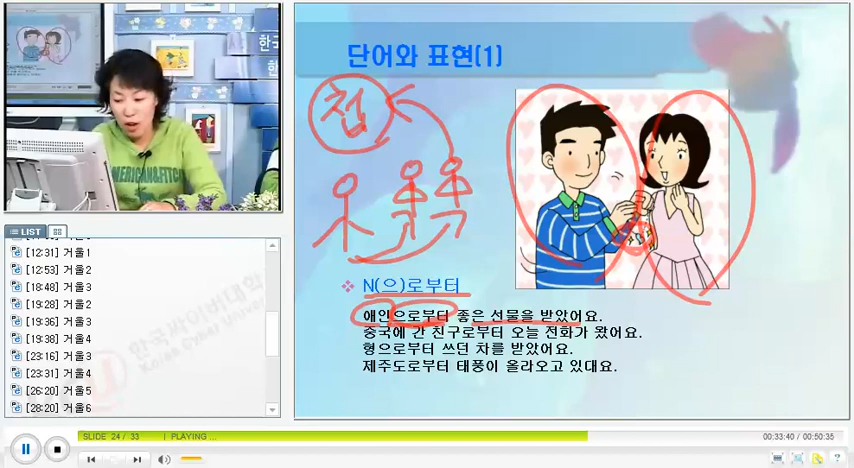 한국
한
AMERICAN&FITCH
LIST
[12:31] 거울1
[12:53] 거울2
[18:48] 거울3
[19:28] 거울2
[19:36] 거울3
[19:38] 거울4
[23:16] 거울3
[23:31] 거울4
[26:20] 거울5
[28:20] 거울6
단어와 표현(1)
N(으)로부터
애인으로부터 좋은 선물을 받았어요.
중국에 간 친구로부터 오늘 전화가 왔어요.
형으로부터 쓰던 차를 받았어요.
제주도로부터 태풍이 올라오고 있대요.
SLIDE 24 / 33 | PLAYING ...
00:33:40 / 00:50:35